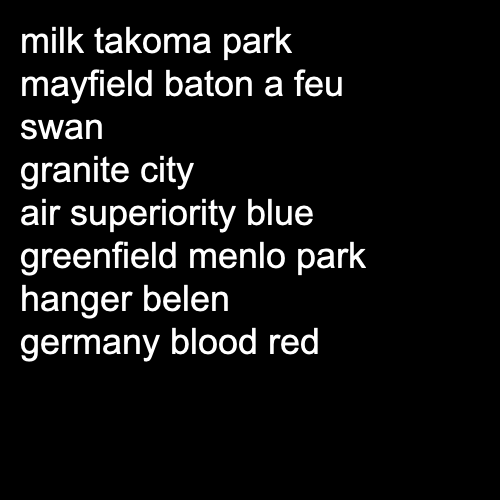 milk takoma park
mayfield baton a feu
swan
granite city
air superiority blue
greenfield menlo park
hanger belen
germany blood red